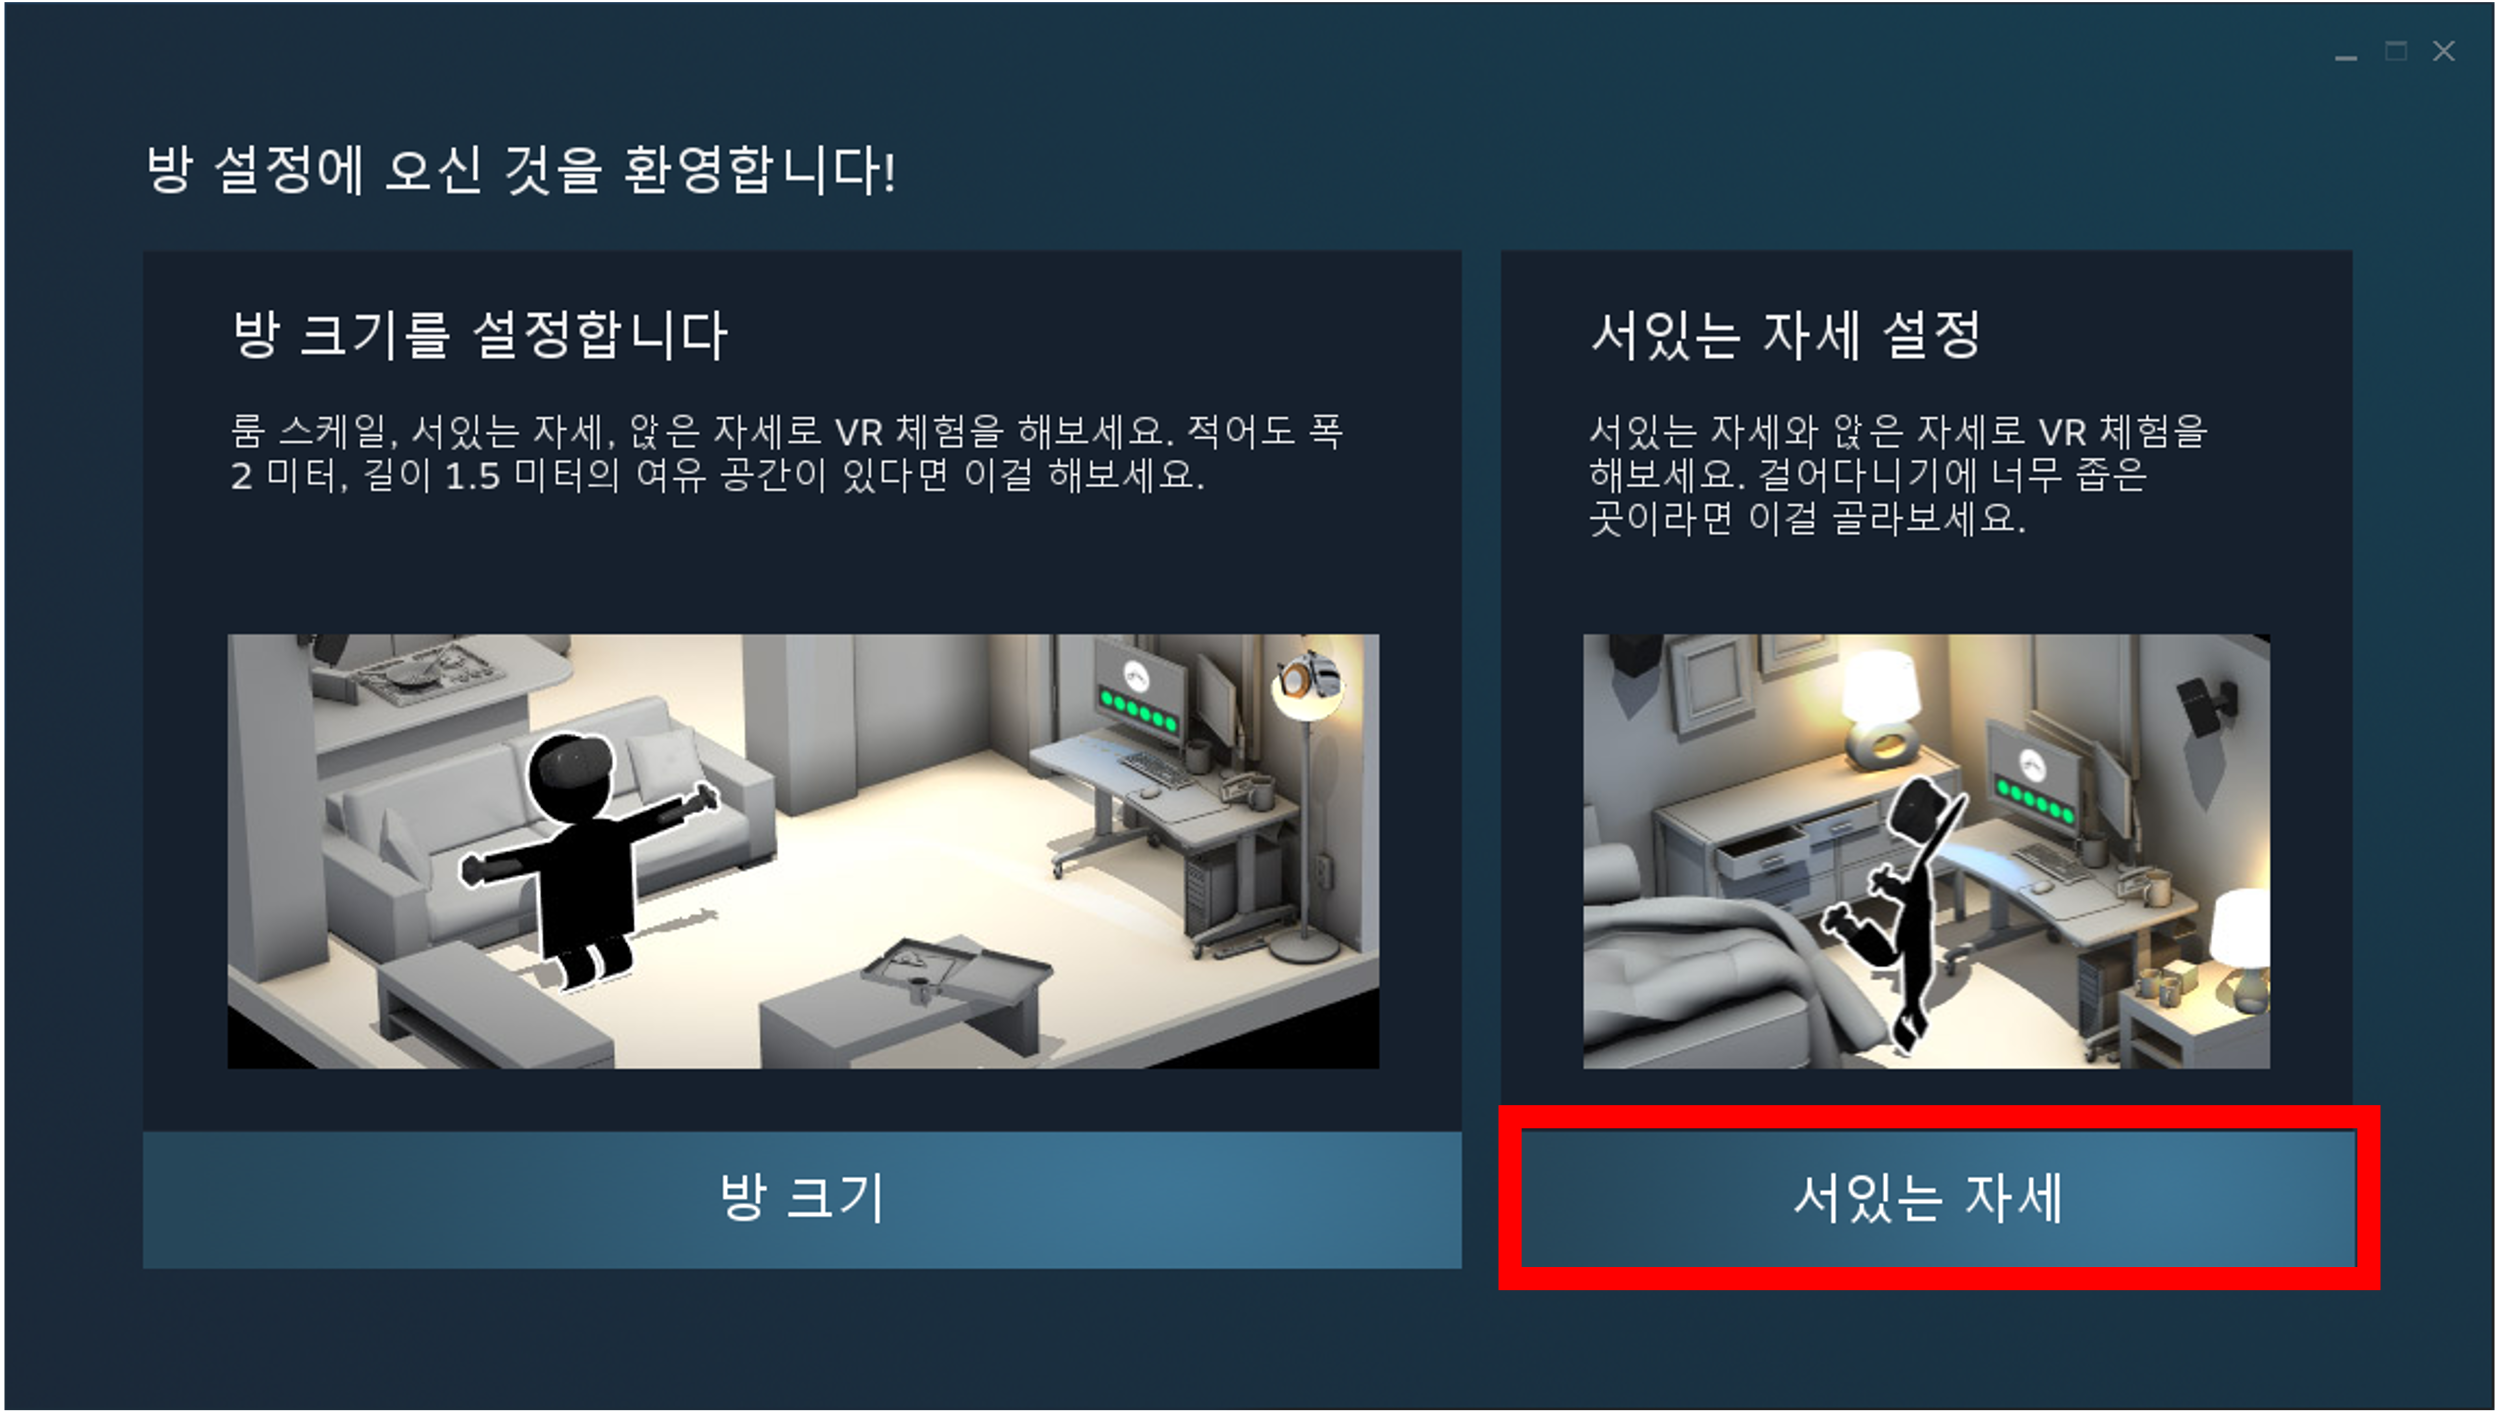 방 설정에 오신 것을 환영합니다!
방 크기를 설정합니다
룸 스케일, 서있는 자세, 앉은 자세로 VR 체험을 해보세요. 적어도 폭
2 미터, 길이 1.5 미터의 여유 공간이 있다면 이걸 해보세요.
방 크기
서있는 자세 설정
서있는 자세와 앉은 자세로 VR 체험을
해보세요. 걸어다니기에 너무 좁은
곳이라면 이걸 골라보세요.
서있는 자세